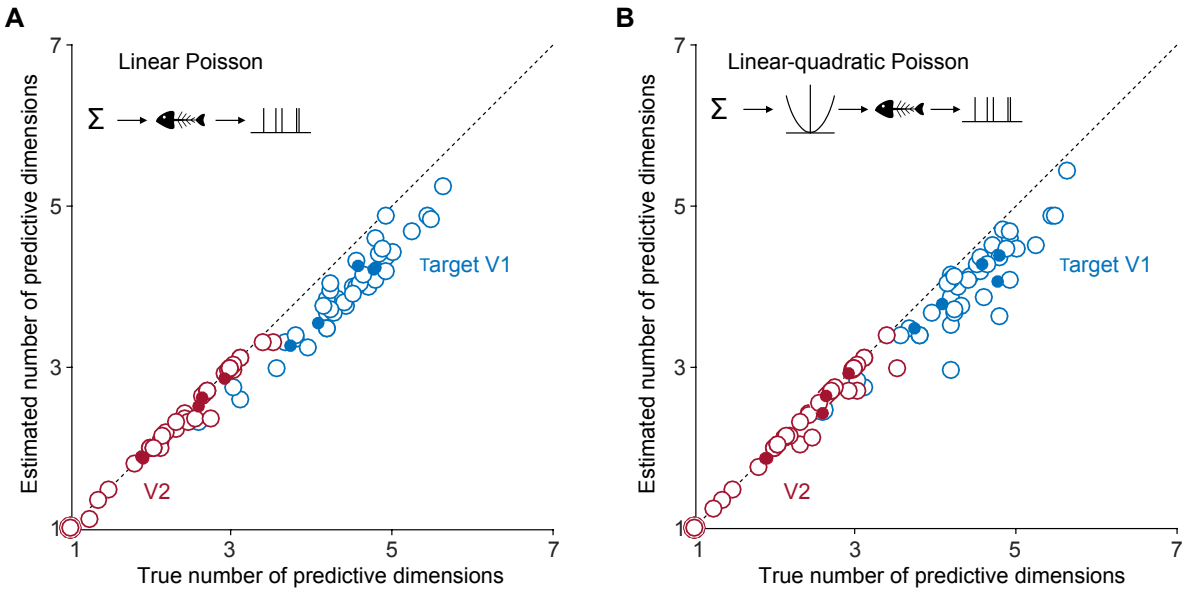 A
B
7
Linear Poisson
Σ
5
Target V1
3
V2
1
1
3
5
7
Estimated number of predictive dimensions
True number of predictive dimensions
7
Linear-quadratic Poisson
Σ
5
Target V1
3
V2
1
1
3
5
7
Estimated number of predictive dimensions
True number of predictive dimensions